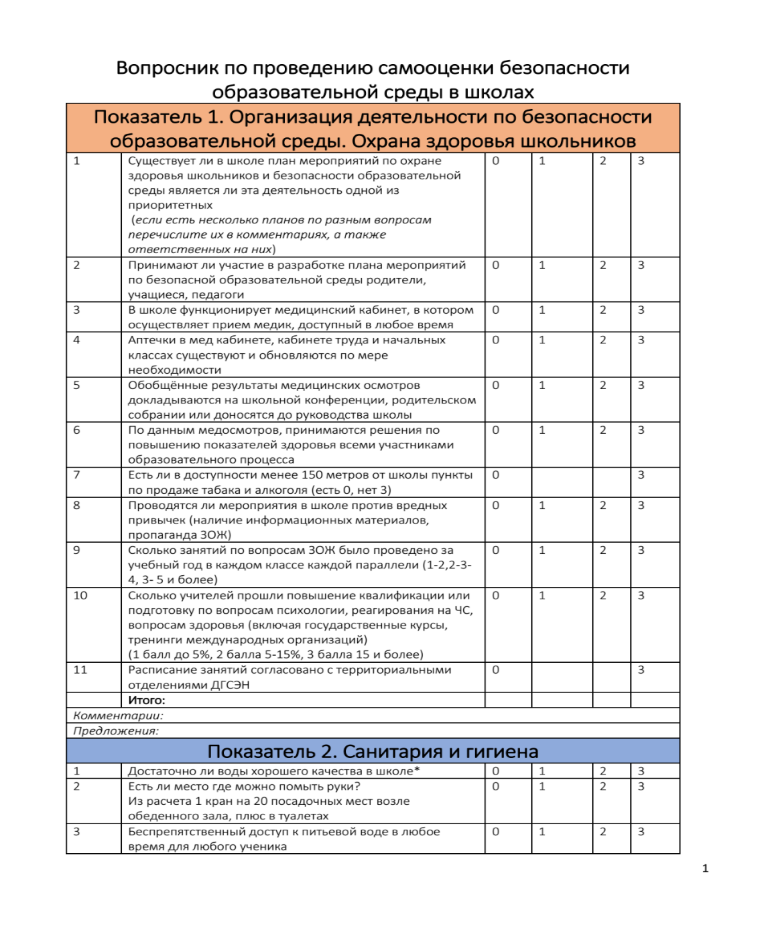 Вопросник по проведению самооценки безопасности
образовательной среды в школах
Показатель 1. Организация деятельности по безопасности
образовательной среды. Охрана здоровья школьников
1 Существует ли в школе план мероприятий по охране 0 1 2 3
здоровья школьников и безопасности образовательной
среды является ли эта деятельность одной из
приоритетных
(если есть несколько планов по разным вопросам
перечислите их в комментариях, а также
ответственных на них)
2 Принимают ли участие в разработке плана мероприятий 0 1 2 3
по безопасной образовательной среды родители,
учащиеся, педагоги
3 В школе функционирует медицинский кабинет, в котором 0 1 2 3
осуществляет прием медик, доступный в любое время
4 Аптечки в мед кабинете, кабинете труда и начальных 0 1 2 3
классах существуют и обновляются по мере
необходимости
5 Обобщённые результаты медицинских осмотров 0 1 2 3
докладываются на школьной конференции, родительском
собрании или доносятся до руководства школы
6 По данным медосмотров, принимаются решения по 0 1 2 3
повышению показателей здоровья всеми участниками
образовательного процесса
7 Есть ли в доступности менее 150 метров от школы пункты 0 3
по продаже табака и алкоголя (есть 0, нет 3)
8 Проводятся ли мероприятия в школе против вредных 0 1 2 3
привычек (наличие информационных материалов,
пропаганда ЗОЖ)
9 Сколько занятий по вопросам ЗОЖ было проведено за 0 1 2 3
учебный год в каждом классе каждой параллели (1-2,2-3-
4, 3- 5 и более)
10 Сколько учителей прошли повышение квалификации или 0 1 2 3
подготовку по вопросам психологии, реагирования на ЧС,
вопросам здоровья (включая государственные курсы,
тренинги международных организаций)
(1 балл до 5%, 2 балла 5-15%, 3 балла 15 и более)
11 Расписание занятий согласовано с территориальными 0 3
отделениями ДГСЭН
Итого:
Комментарии:
Предложения:
Показатель 2. Санитария и гигиена
1 Достаточно ли воды хорошего качества в школе* 0 1 2 3
2 Есть ли место где можно помыть руки? 0 1 2 3
Из расчета 1 кран на 20 посадочных мест возле
обеденного зала, плюс в туалетах
3 Беспрепятственный доступ к питьевой воде в любое 0 1 2 3
время для любого ученика
1